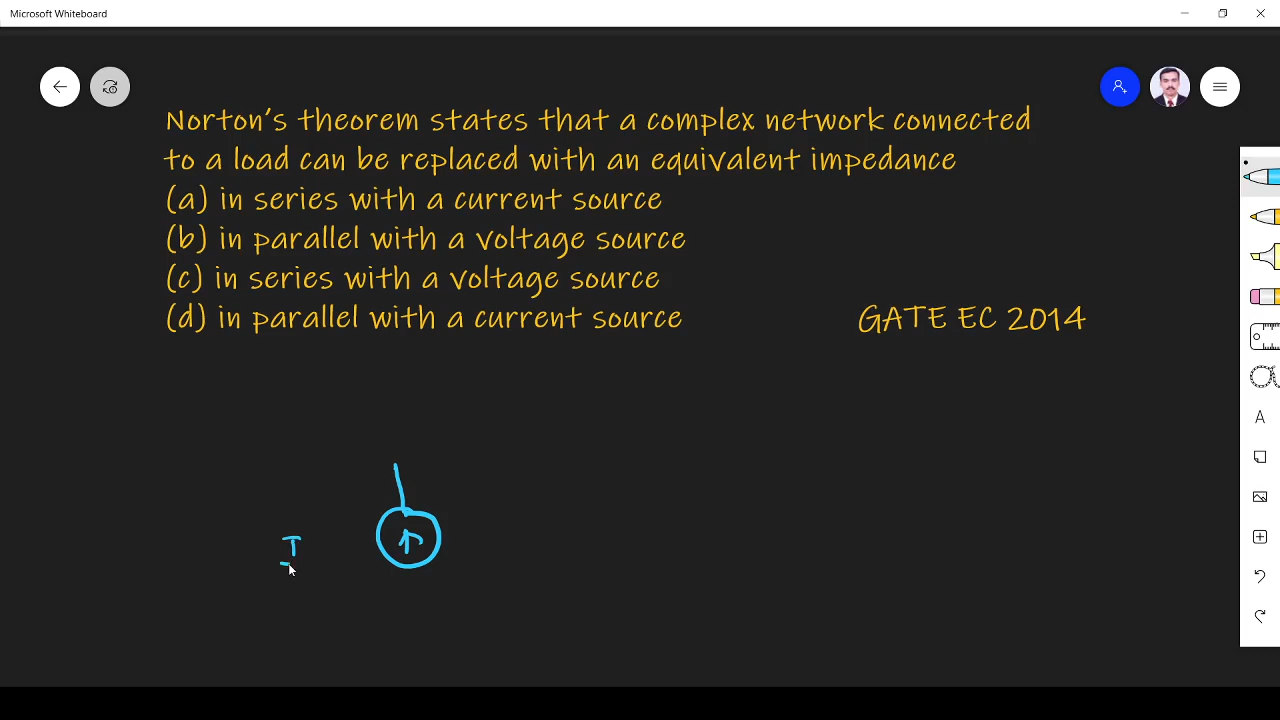 Microsoft Whiteboard
Norton's theorem states that a complex network connected
to a load can be replaced with an equivalent impedance
(a) in series with a current source
(b) in parallel with a voltage source
(c) in series with a voltage source
(d) in parallel with a current source
GATE EC 2014
I
A